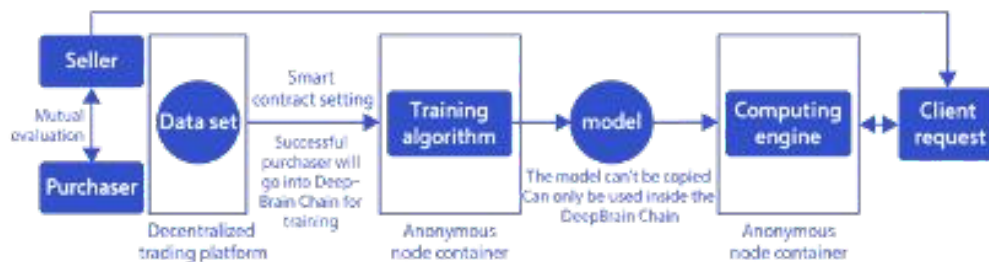 Seller
Mutual
evaluation
Purchaser
Data set
Decentralized
trading platform
Smart
contract setting
Successful
purchaser will
go into Deep-
Brain Chain for
training
Training
algorithm
Anonymous
node container
model
The model can't be copied
Can only be used inside the
DeepBrain Chain
Computing
engine
Anonymous
node container
Client
request